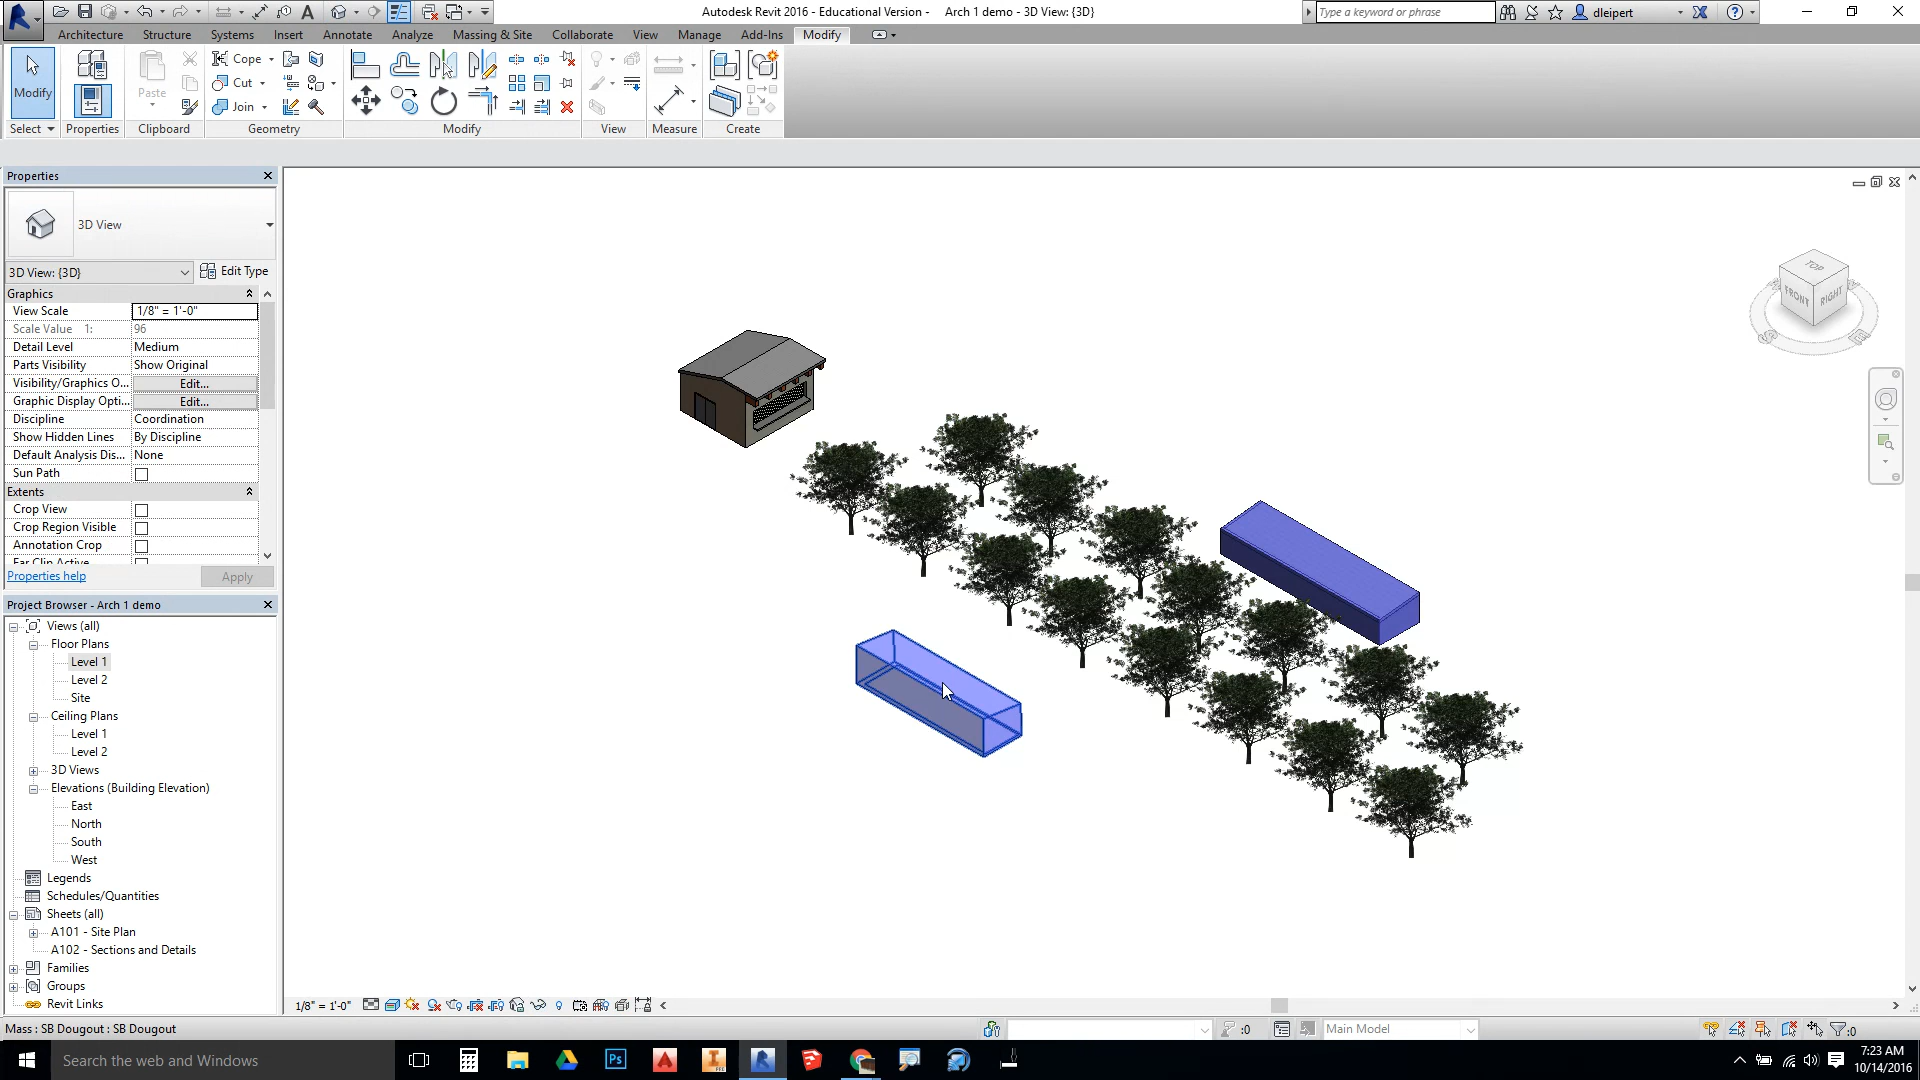 Autodesk Revit 2016 - Educational Version - Arch 1 demo - 3D View: {3D}
Type a keyword or phrase
dleipert
Architecture Structure Systems Insert Annotate Analyze Massing & Site Collaborate View Manage Add-Ins Modify
Modify
Paste
Cope
Cut
Join
Select Properties Clipboard Geometry Modify View Measure Create
Properties
3D View
3D View: {3D}
Edit Type
Graphics
View Scale 1/8" = 1'-0"
Scale Value 1: 96
Detail Level Medium
Parts Visibility Show Original
Visibility/Graphics O... Edit...
Graphic Display Opti... Edit...
Discipline Coordination
Show Hidden Lines By Discipline
Default Analysis Dis... None
Sun Path
Extents
Crop View
Crop Region Visible
Annotation Crop
Far Clip Active
Properties help
Apply
Project Browser - Arch 1 demo
Views (all)
Floor Plans
Level 1
Level 2
Site
Ceiling Plans
Level 1
Level 2
3D Views
Elevations (Building Elevation)
East
North
South
West
Legends
Schedules/Quantities
Sheets (all)
A101 - Site Plan
A102 - Sections and Details
Families
Groups
Revit Links
TOP
FRONT
RIGHT
S
E
1/8" = 1'-0"
Mass : SB Dougout : SB Dougout
:0
Main Model
:0
Search the web and Windows
7:23 AM
10/14/2016